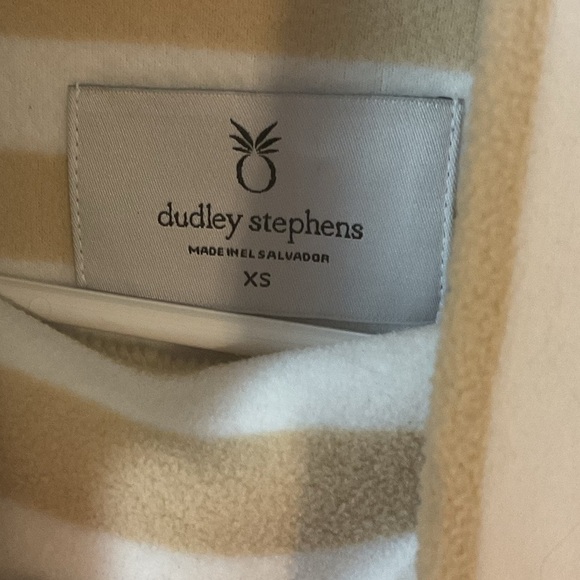 dudley stephens
MADE IN EL SALVADOR
XS